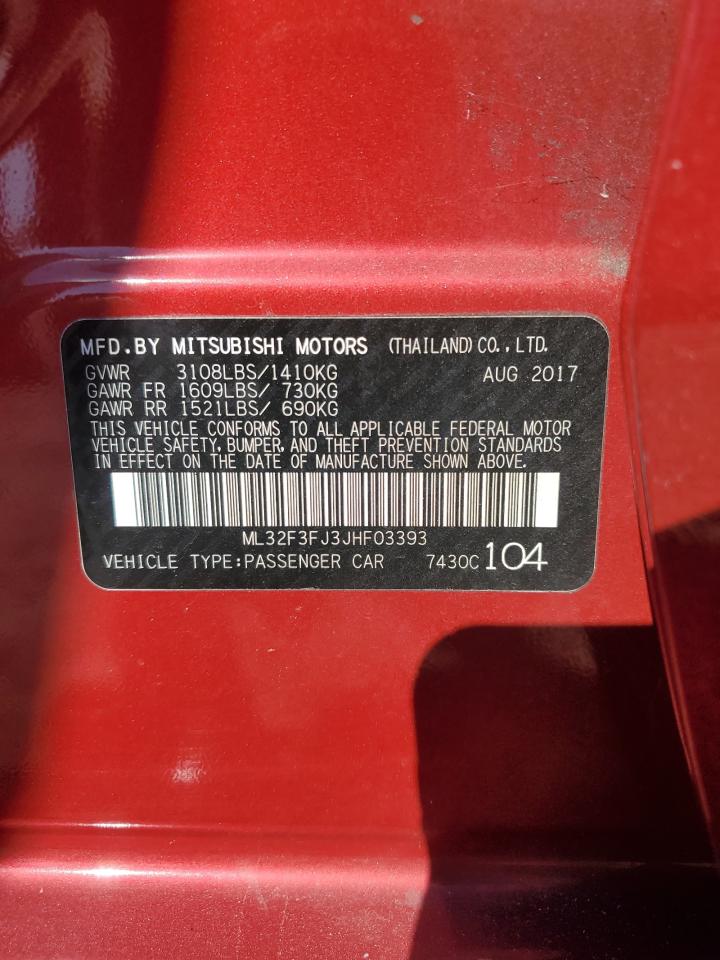 MFD. BY MITSUBISHI MOTORS (THAILAND) CO., LTD.
GVWR 3108LBS/1410KG AUG 2017
GAWR FR 1609LBS/ 730KG
GAWR RR 1521LBS/ 690KG
THIS VEHICLE CONFORMS TO ALL APPLICABLE FEDERAL MOTOR
VEHICLE SAFETY, BUMPER, AND THEFT PREVENTION STANDARDS
IN EFFECT ON THE DATE OF MANUFACTURE SHOWN ABOVE.
ML32F3FJ3JHF03393
VEHICLE TYPE:PASSENGER CAR 7430C 104